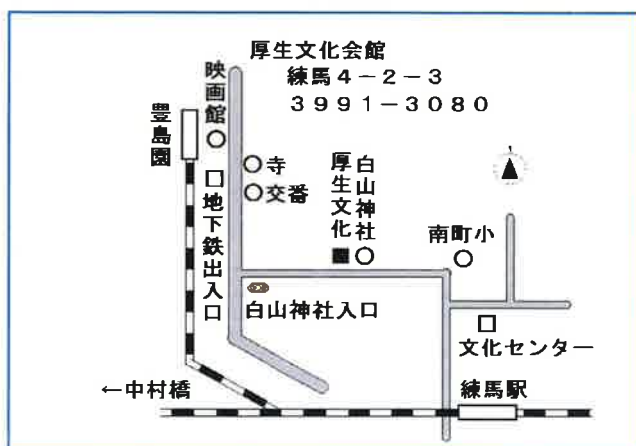 厚生文化会館
練馬4-2-3
3991-3080
映画館
豊島園
寺
交番
地下鉄出入口
厚生文化
白山神社
南町小
白山神社入口
文化センター
←中村橋
練馬駅